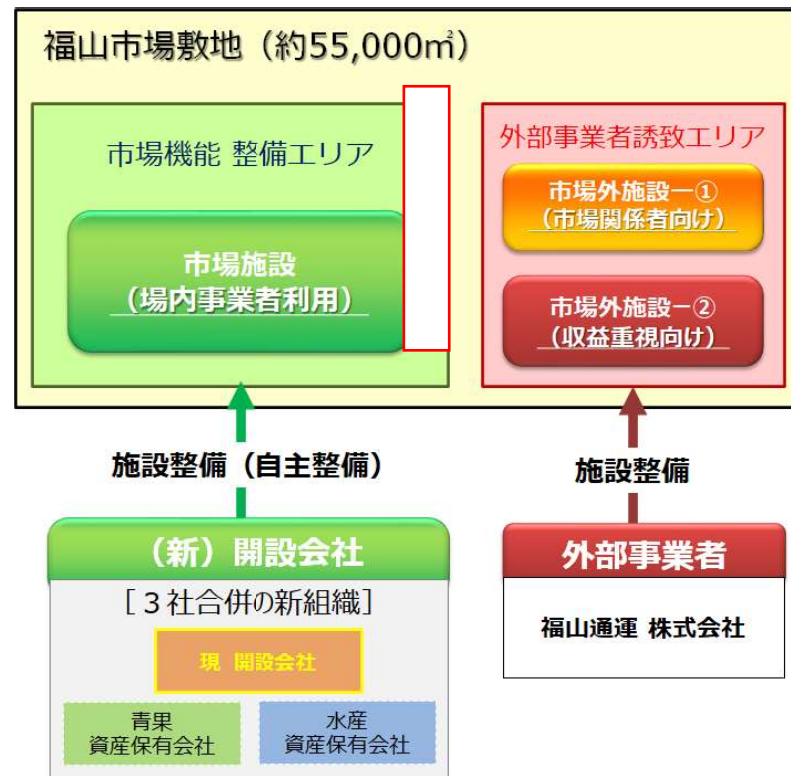 福山市場敷地（約55,000㎡）
市場機能 整備エリア
市場施設
（場内事業者利用）
外部事業者誘致エリア
市場外施設－①
（市場関係者向け）
市場外施設－②
（収益重視向け）
施設整備（自主整備）
施設整備
（新）開設会社
［３社合併の新組織］
現 開設会社
青果
資産保有会社
水産
資産保有会社
外部事業者
福山通運 株式会社